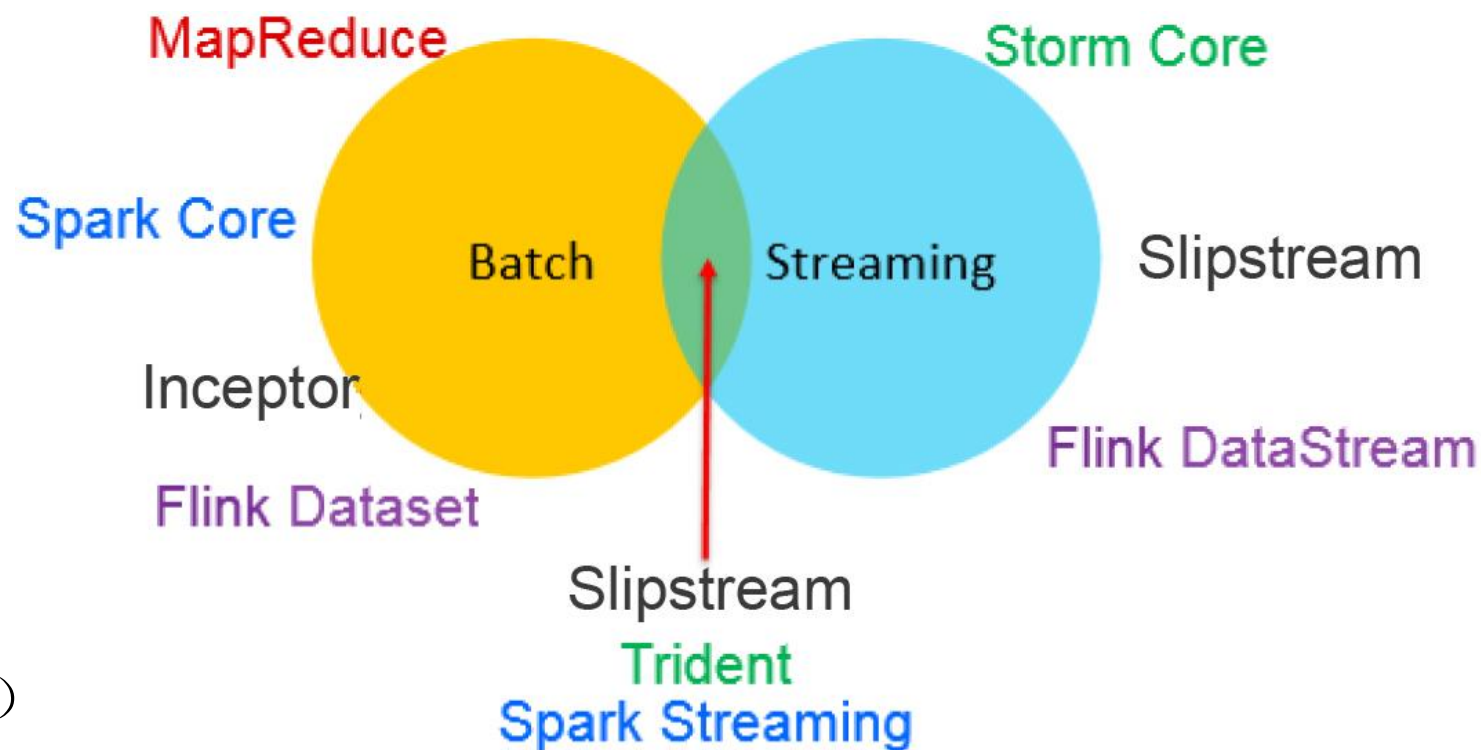 MapReduce
Storm Core
Spark Core
Batch
Streaming
Slipstream
Inceptor
Flink DataStream
Flink Dataset
Slipstream
Trident
)
Spark Streaming